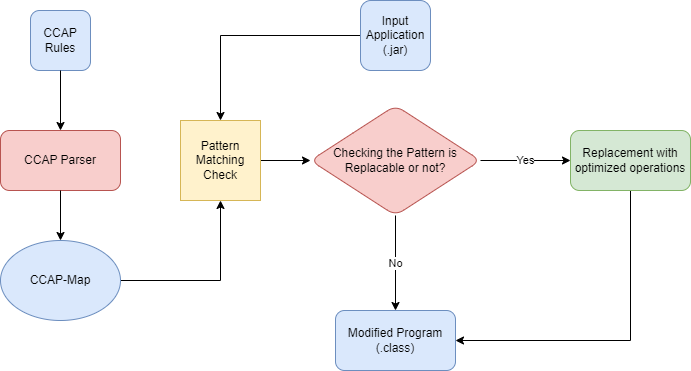 CCAP
Rules
Input
Application
(.jar)
CCAP Parser
Pattern
Matching
Check
Checking the Pattern is
Replacable or not?
Yes
Replacement with
optimized operations
CCAP-Map
No
Modified Program
(.class)